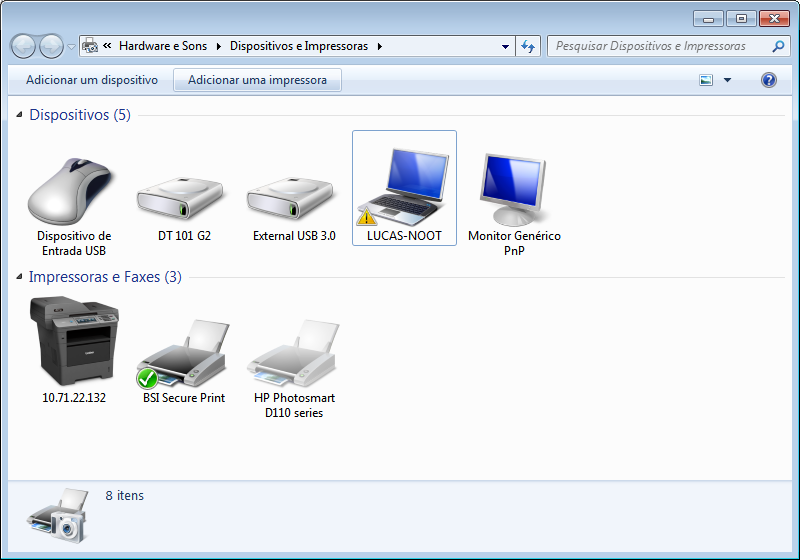 « Hardware e Sons ▸ Dispositivos e Impressoras ▸
Pesquisar Dispositivos e Impressoras
Adicionar um dispositivo
Adicionar uma impressora
Dispositivos (5)
Dispositivo de
Entrada USB
DT 101 G2
External USB 3.0
LUCAS-NOOT
Monitor Genérico
PnP
Impressoras e Faxes (3)
10.71.22.132
BSI Secure Print
HP Photosmart
D110 series
8 itens